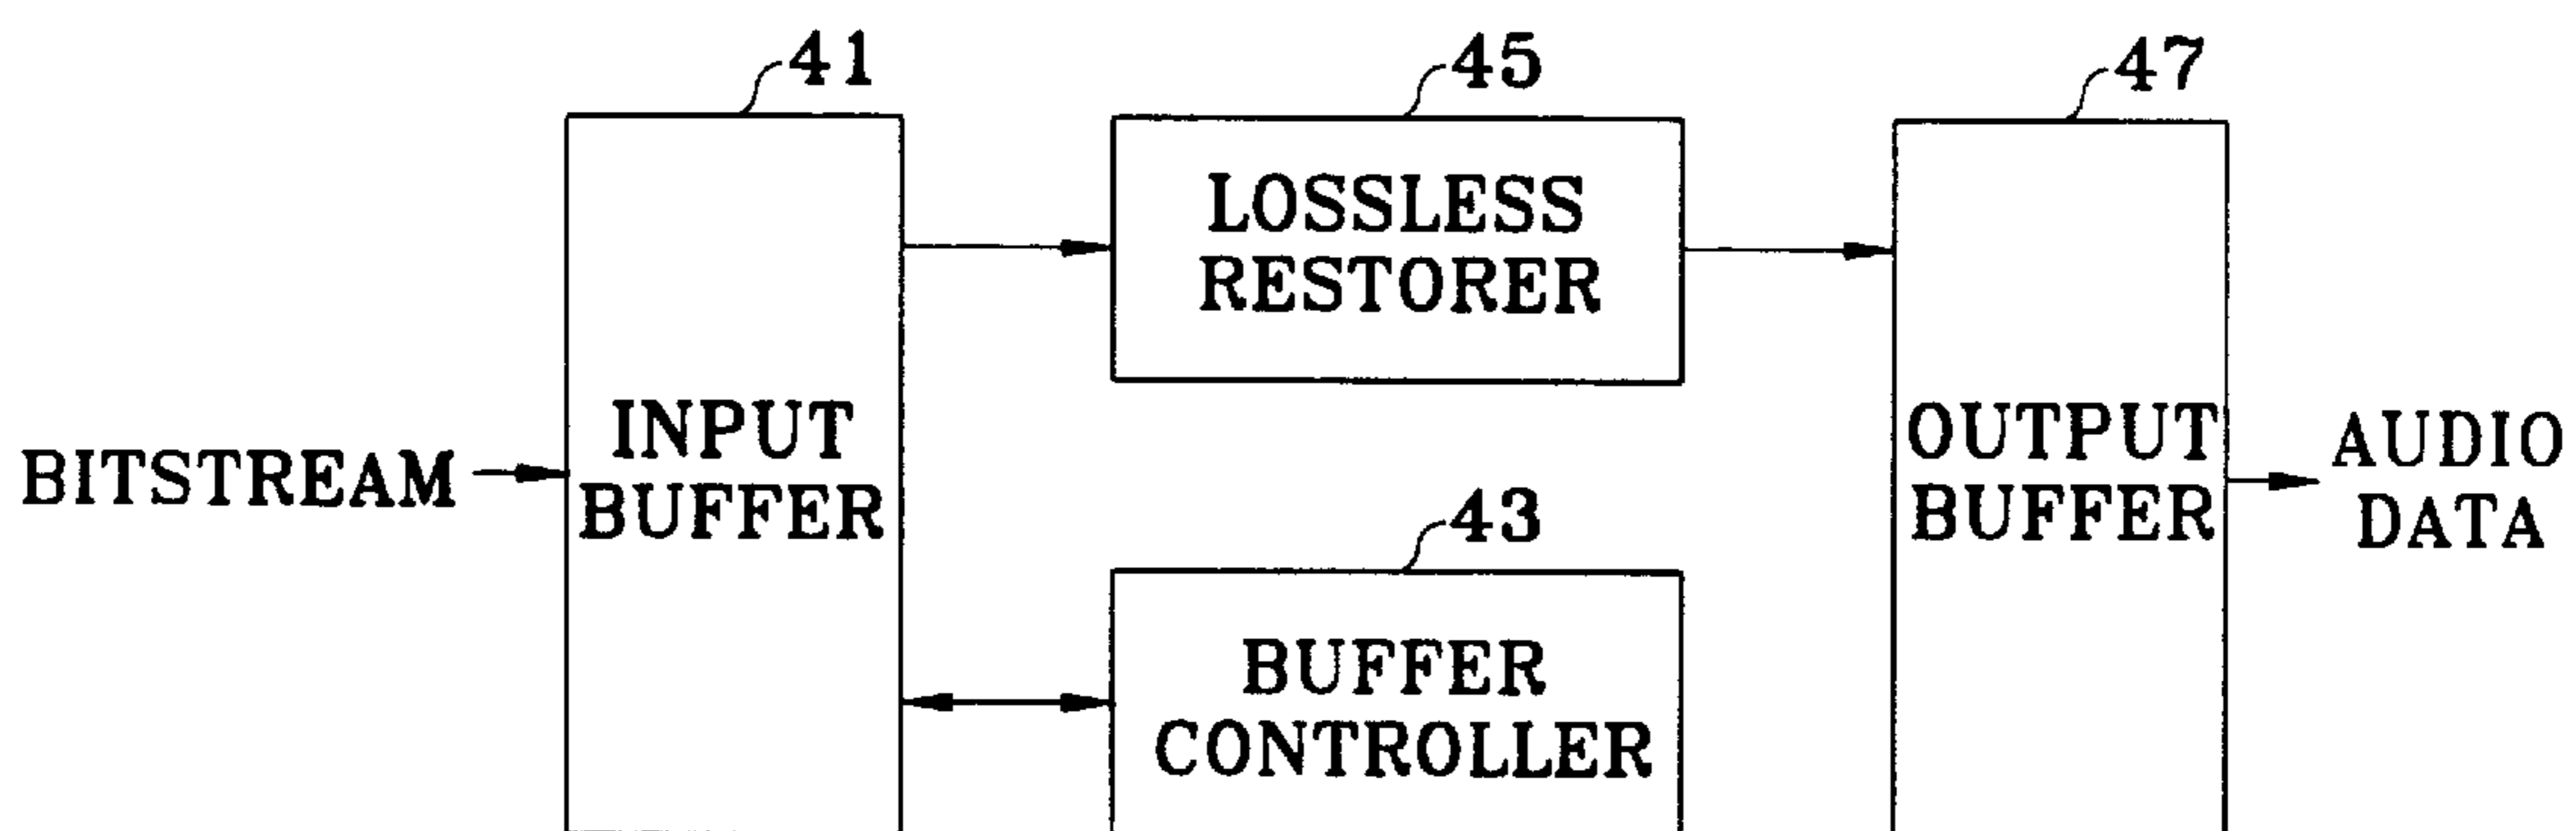 41
45
47
LOSSLESS
RESTORER
INPUT
BUFFER
BITSTREAM
OUTPUT
BUFFER
AUDIO
DATA
43
BUFFER
CONTROLLER